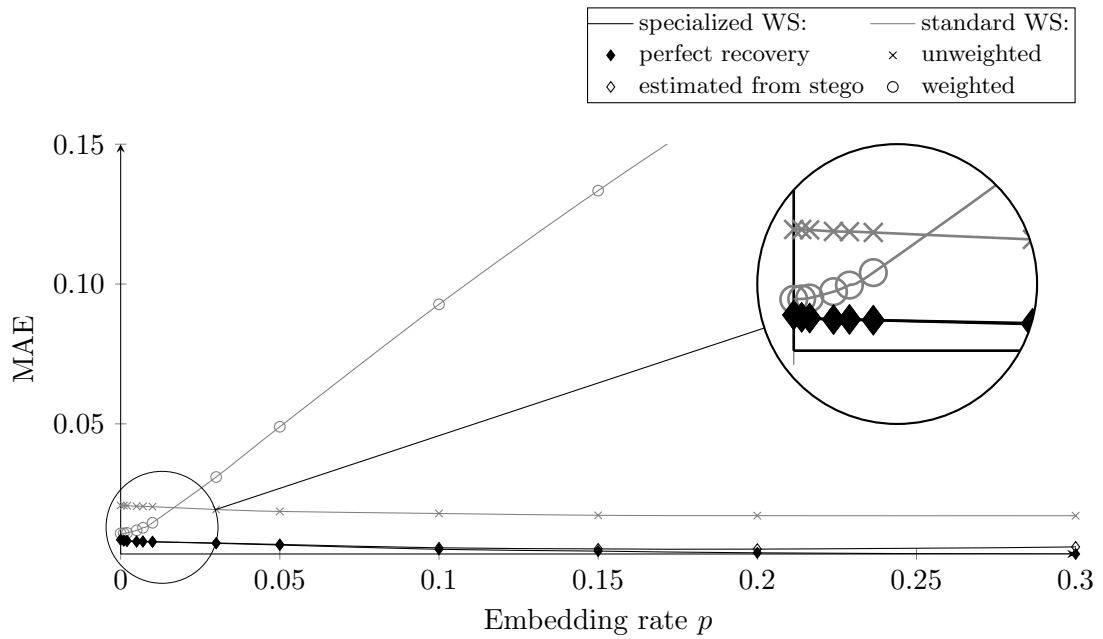 specialized WS: standard WS:
perfect recovery unweighted
estimated from stego weighted
0.15
0.10
0.05
MAE
0 0.05 0.1 0.15 0.2 0.25 0.3
Embedding rate p